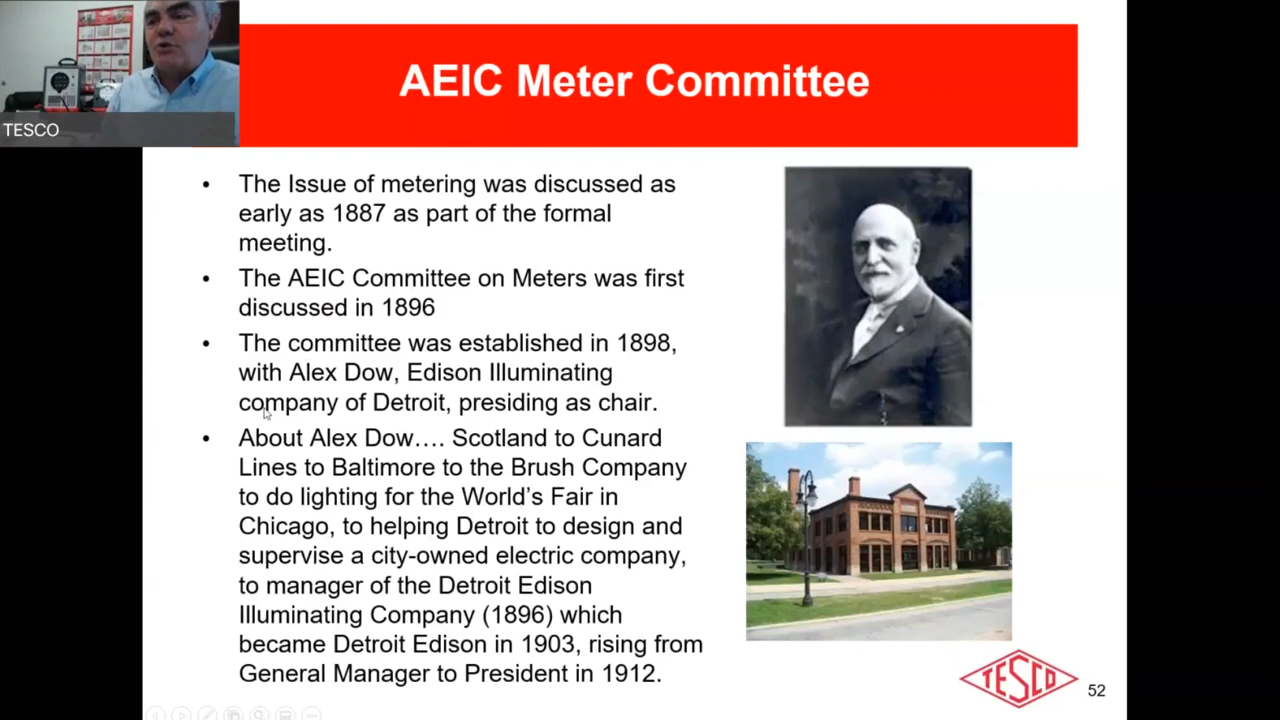 AEIC Meter Committee
TESCO
• The Issue of metering was discussed as
early as 1887 as part of the formal
meeting.
• The AEIC Committee on Meters was first
discussed in 1896
• The committee was established in 1898,
with Alex Dow, Edison Illuminating
company of Detroit, presiding as chair.
• About Alex Dow…. Scotland to Cunard
Lines to Baltimore to the Brush Company
to do lighting for the World’s Fair in
Chicago, to helping Detroit to design and
supervise a city-owned electric company,
to manager of the Detroit Edison
Illuminating Company (1896) which
became Detroit Edison in 1903, rising from
General Manager to President in 1912.
TESCO
52